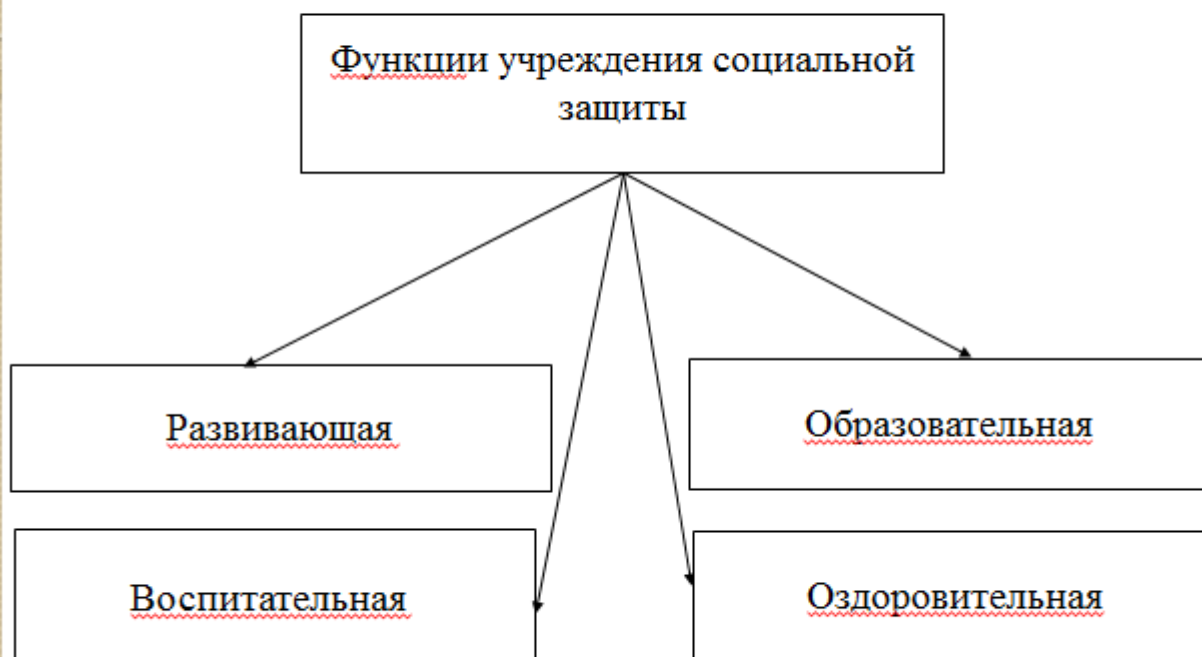 Функции учреждения социальной
защиты
Развивающая
Образовательная
Воспитательная
Оздоровительная